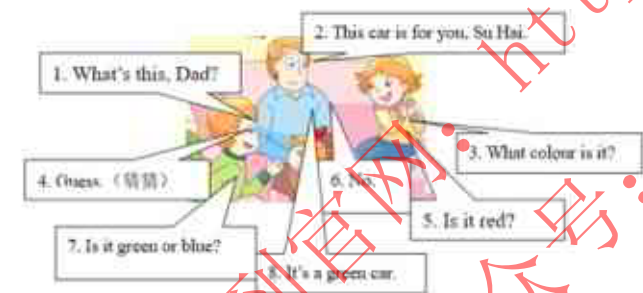 2. This car is for you, Su Hai.
1. What's this, Dad?
3. What colour is it?
4. Guess. （猜猜）
6. No.
5. Is it red?
7. Is it green or blue?
8. It's a green car.